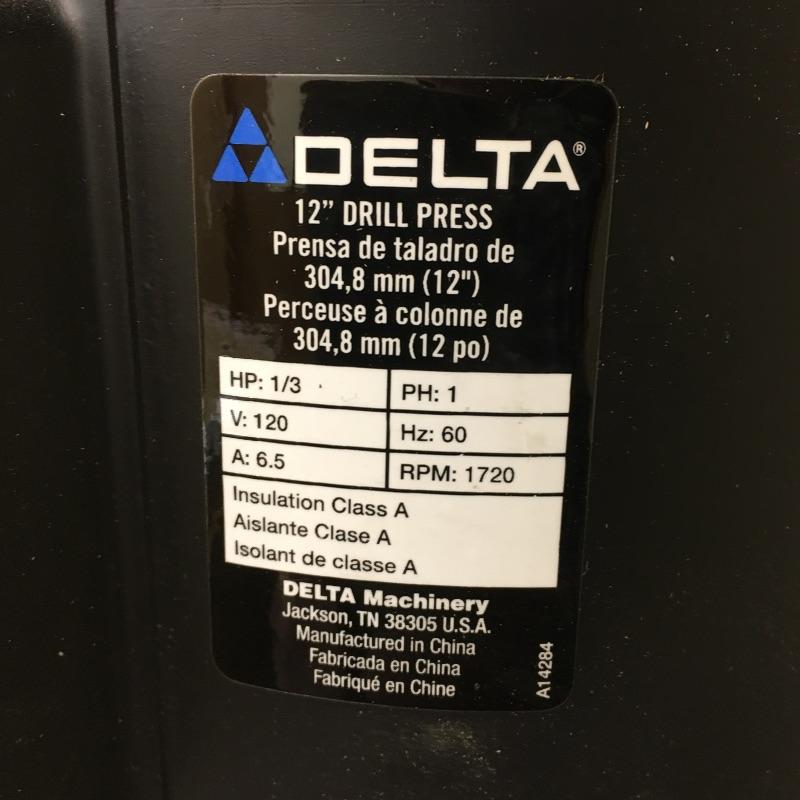 DELTA®
12” DRILL PRESS
Prensa de taladro de
304,8 mm (12")
Perceuse à colonne de
304,8 mm (12 po)
HP: 1/3 PH: 1
V: 120 Hz: 60
A: 6.5 RPM: 1720
Insulation Class A
Aislante Clase A
Isolant de classe A
DELTA Machinery
Jackson, TN 38305 U.S.A.
Manufactured in China
Fabricada en China
Fabriqué en Chine
A14284